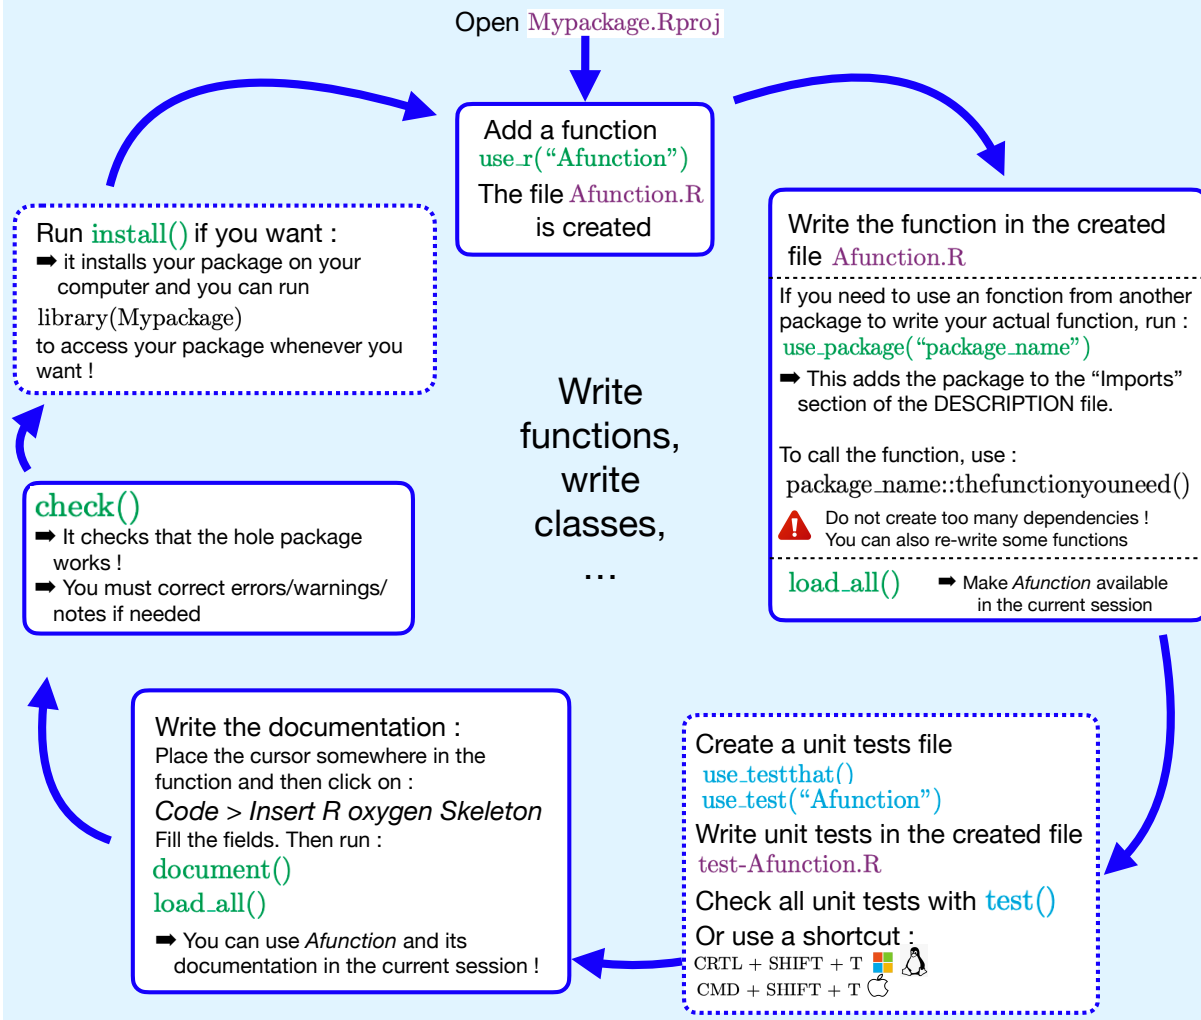 Open Mypackage.Rproj
Add a function
use_r(“Afunction”)
The file Afunction.R
is created
Write the function in the created
file Afunction.R
If you need to use an fonction from another
package to write your actual function, run :
use_package(“package_name”)
➡ This adds the package to the “Imports”
section of the DESCRIPTION file.
To call the function, use :
package_name::thefunctionyouneed()
Do not create too many dependencies !
You can also re-write some functions
load_all() ➡ Make Afunction available
in the current session
Create a unit tests file
use_testthat()
use_test(“Afunction”)
Write unit tests in the created file
test-Afunction.R
Check all unit tests with test()
Or use a shortcut :
CRTL + SHIFT + T
CMD + SHIFT + T
Write the documentation :
Place the cursor somewhere in the
function and then click on :
Code > Insert R oxygen Skeleton
Fill the fields. Then run :
document()
load_all()
➡ You can use Afunction and its
documentation in the current session !
check()
➡ It checks that the hole package
works !
➡ You must correct errors/warnings/
notes if needed
Run install() if you want :
➡ it installs your package on your
computer and you can run
library(Mypackage)
to access your package whenever you
want !
Write
functions,
write
classes,
...